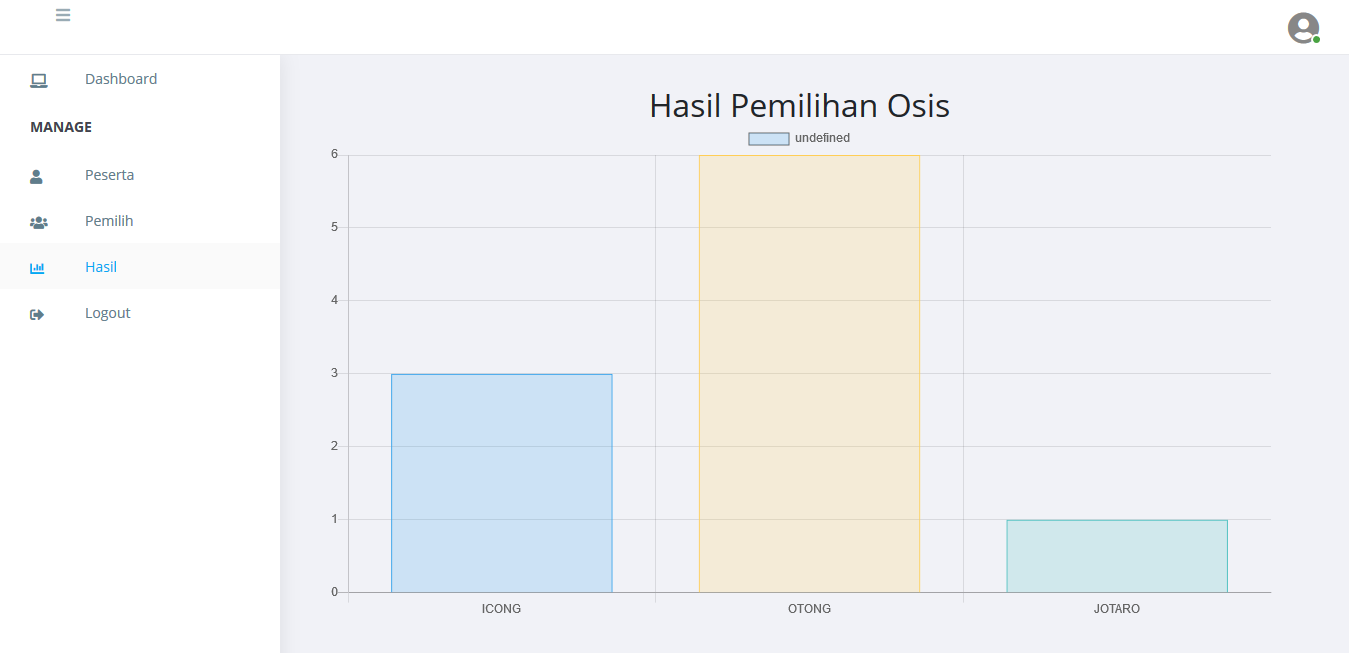 Dashboard
MANAGE
Peserta
Pemilih
Hasil
Logout
Hasil Pemilihan Osis
undefined
6
5
4
3
2
1
0
ICONG OTONG JOTARO